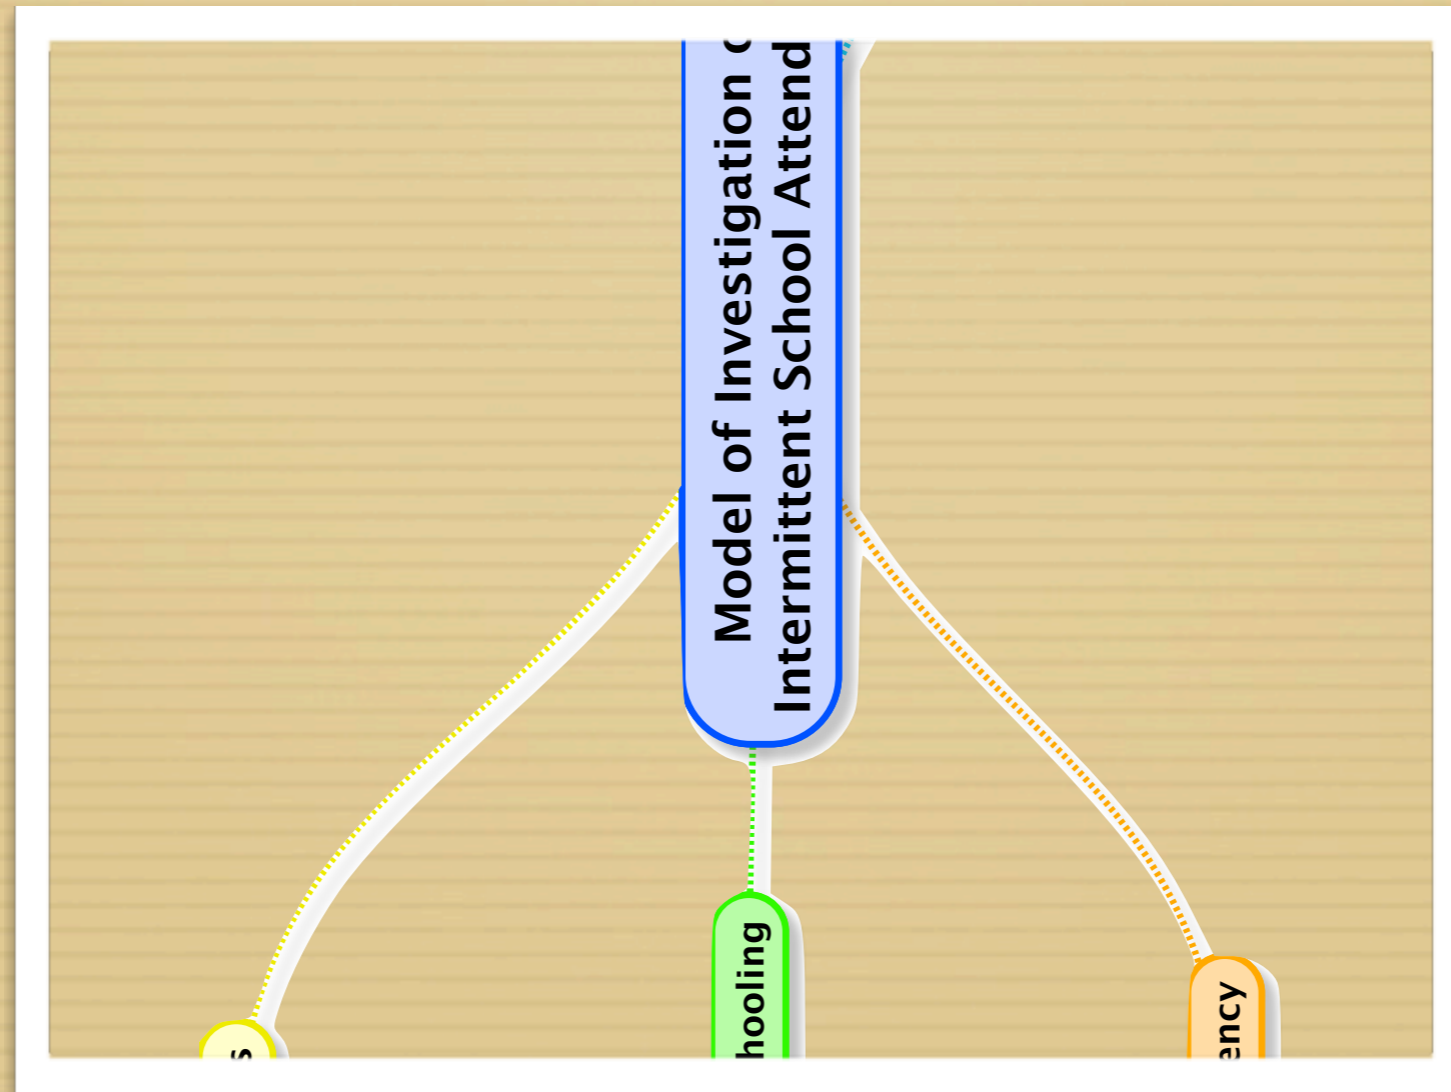 Model of Investigation
Intermittent School Attend
hooling
ency
s